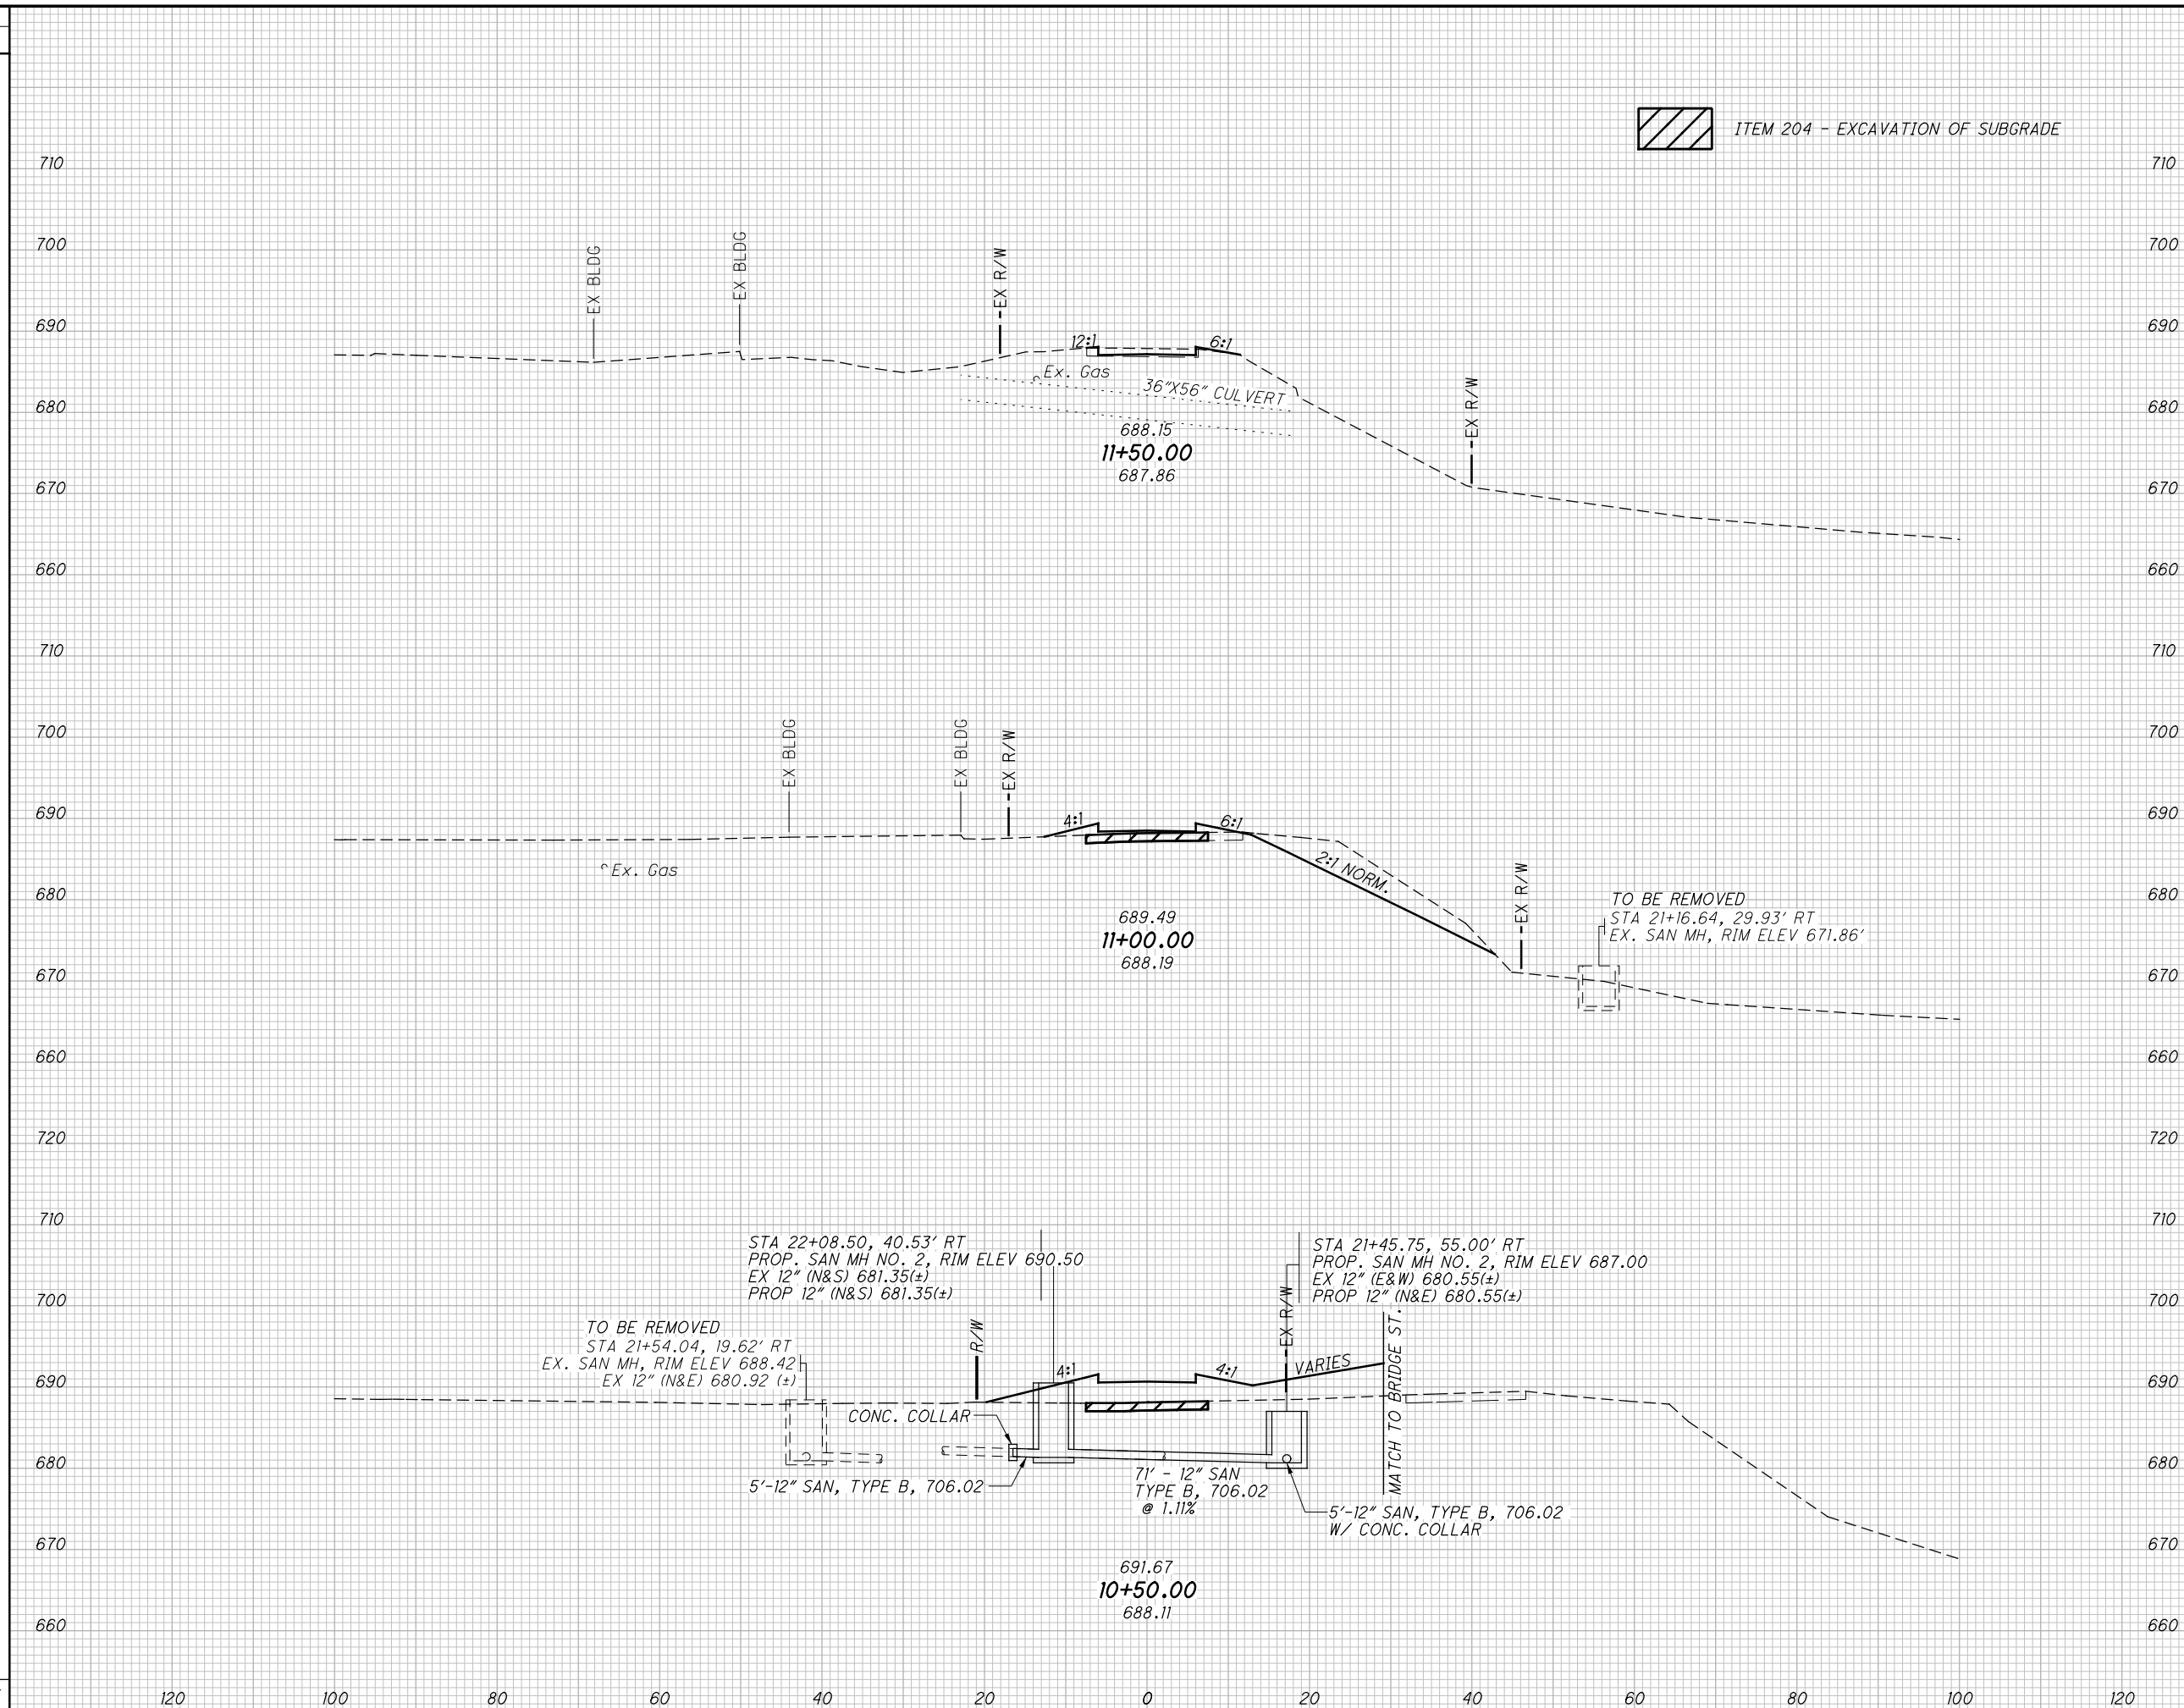 ITEM 204 - EXCAVATION OF SUBGRADE
710 710
700 700
EX BLDG
EX BLDG
EX R/W
690 690
12:1
6:1
Ex. Gas
36"X56" CULVERT
680 680
EX R/W
688.15
11+50.00
687.86
670 670
660 660
710 710
700 700
EX BLDG
EX BLDG
EX R/W
690 690
4:1
6:1
2:1 NORM.
Ex. Gas
680 680
EX R/W
TO BE REMOVED
STA 21+16.64, 29.93' RT
EX. SAN MH, RIM ELEV 671.86'
689.49
11+00.00
688.19
670 670
660 660
720 720
710 710
STA 22+08.50, 40.53' RT
PROP. SAN MH NO. 2, RIM ELEV 690.50
EX 12" (N&S) 681.35(±)
PROP 12" (N&S) 681.35(±)
STA 21+45.75, 55.00' RT
PROP. SAN MH NO. 2, RIM ELEV 687.00
EX 12" (E&W) 680.55(±)
PROP 12" (N&E) 680.55(±)
700 700
TO BE REMOVED
STA 21+54.04, 19.62' RT
EX. SAN MH, RIM ELEV 688.42
EX 12" (N&E) 680.92 (±)
R/W
EX R/W
MATCH TO BRIDGE ST.
690 690
4:1
4:1
VARIES
CONC. COLLAR
680 680
5'-12" SAN, TYPE B, 706.02
71' - 12" SAN
TYPE B, 706.02
@ 1.11%
5'-12" SAN, TYPE B, 706.02
W/ CONC. COLLAR
670 670
691.67
10+50.00
688.11
660 660
120 100 80 60 40 20 0 20 40 60 80 100 120